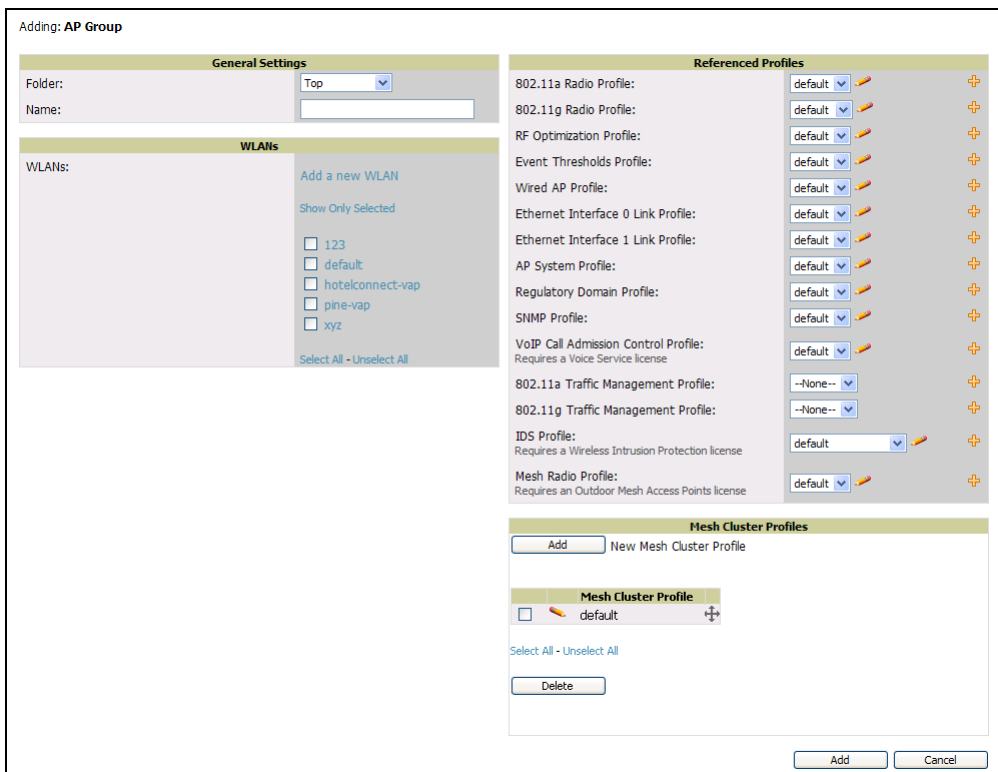 Adding: AP Group
General Settings
Folder: Top
Name:
WLANs
WLANs:
Add a new WLAN
Show Only Selected
123
default
hotelconnect-vap
pine-vap
xyz
Select All - Unselect All
Referenced Profiles
802.11a Radio Profile: default
802.11g Radio Profile: default
RF Optimization Profile: default
Event Thresholds Profile: default
Wired AP Profile: default
Ethernet Interface 0 Link Profile: default
Ethernet Interface 1 Link Profile: default
AP System Profile: default
Regulatory Domain Profile: default
SNMP Profile: default
VoIP Call Admission Control Profile: default
Requires a Voice Service license
802.11a Traffic Management Profile: --None--
802.11g Traffic Management Profile: --None--
IDS Profile: default
Requires a Wireless Intrusion Protection license
Mesh Radio Profile: default
Requires an Outdoor Mesh Access Points license
Mesh Cluster Profiles
Add New Mesh Cluster Profile
Mesh Cluster Profile
default
Select All - Unselect All
Delete
Add Cancel